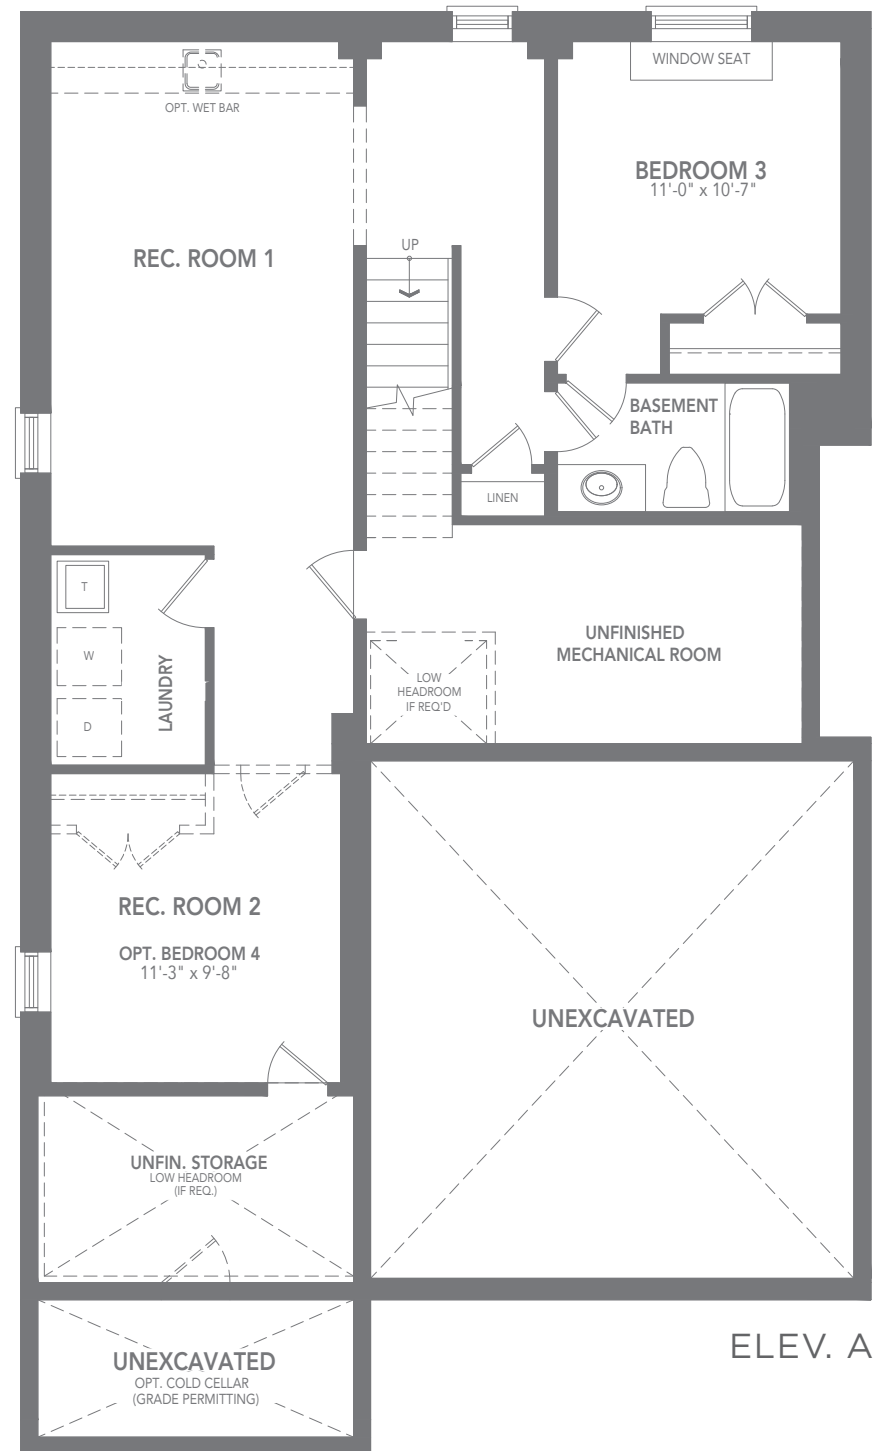 WINDOW SEAT
OPT. WET BAR
BEDROOM 3
11'-0" x 10'-7"
UP
REC. ROOM 1
BASEMENT
BATH
LINEN
T
W
D
LAUNDRY
UNFINISHED
MECHANICAL ROOM
LOW
HEADROOM
IF REQ'D
REC. ROOM 2
OPT. BEDROOM 4
11'-3" x 9'-8"
UNEXCAVATED
UNFIN. STORAGE
LOW HEADROOM
(IF REQ.)
ELEV. A
UNEXCAVATED
OPT. COLD CELLAR
(GRADE PERMITTING)